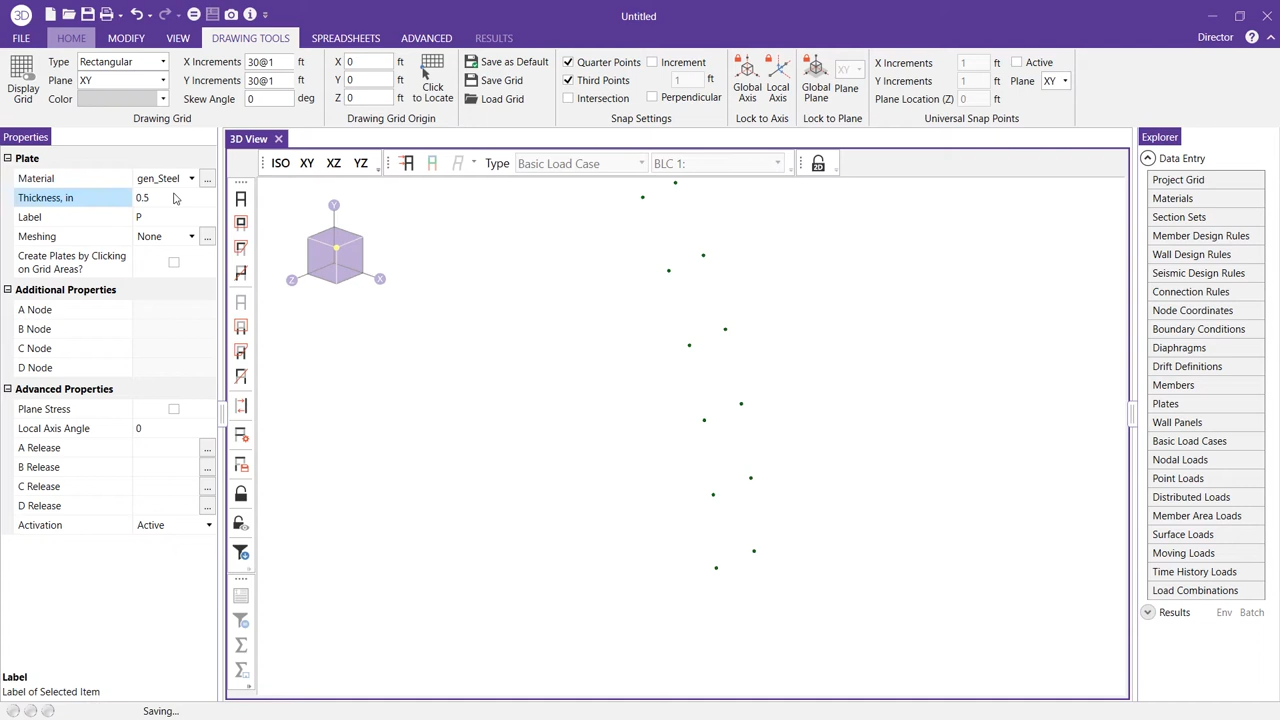 3D
Untitled
FILE HOME MODIFY VIEW DRAWING TOOLS SPREADSHEETS ADVANCED RESULTS Director
Type Rectangular X Increments 30@1 ft X 0 ft Save as Default Quarter Points Increment X Increments 1 ft Active
Display Grid Plane XY Y Increments 30@1 ft Y 0 ft Click to Locate Save Grid Third Points 1 ft Global Axis Local Axis Global Plane XY Plane Y Increments 1 ft Plane XY
Color Skew Angle 0 deg Z 0 ft Load Grid Intersection Perpendicular Plane Location (Z) 0 ft
Drawing Grid Drawing Grid Origin Snap Settings Lock to Axis Lock to Plane Universal Snap Points
Properties
Plate
Material gen_Steel ...
Thickness, in 0.5
Label P
Meshing None ...
Create Plates by Clicking
on Grid Areas?
Additional Properties
A Node
B Node
C Node
D Node
Advanced Properties
Plane Stress
Local Axis Angle 0
A Release ...
B Release ...
C Release ...
D Release ...
Activation Active
Label
Label of Selected Item
Saving...
3D View
ISO XY XZ YZ Type Basic Load Case BLC 1: 2D
Y
Z
X
Explorer
Data Entry
Project Grid
Materials
Section Sets
Member Design Rules
Wall Design Rules
Seismic Design Rules
Connection Rules
Node Coordinates
Boundary Conditions
Diaphragms
Drift Definitions
Members
Plates
Wall Panels
Basic Load Cases
Nodal Loads
Point Loads
Distributed Loads
Member Area Loads
Surface Loads
Moving Loads
Time History Loads
Load Combinations
Results Env Batch